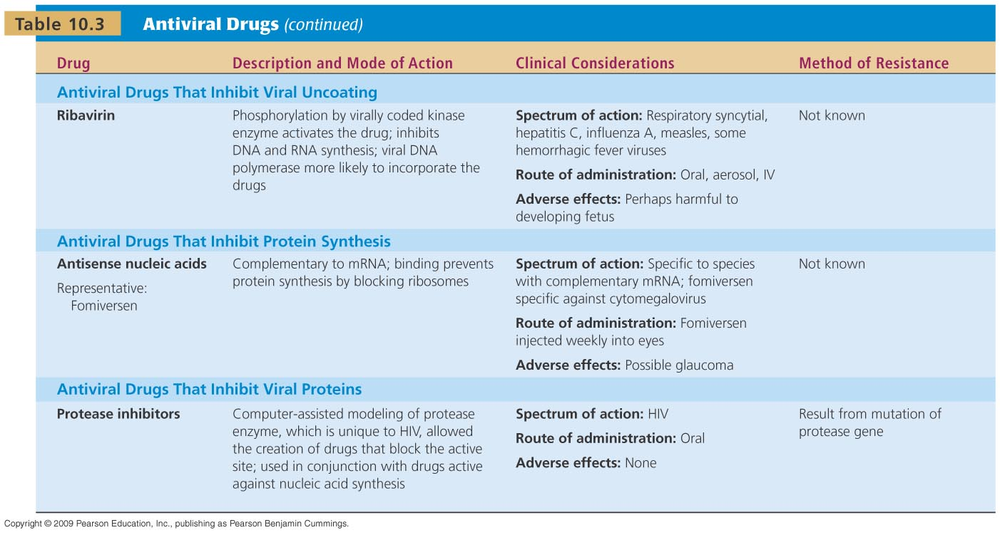 Table 10.3 Antiviral Drugs (continued)
Drug Description and Mode of Action Clinical Considerations Method of Resistance
Antiviral Drugs That Inhibit Viral Uncoating
Ribavirin
Phosphorylation by virally coded kinase
enzyme activates the drug; inhibits
DNA and RNA synthesis; viral DNA
polymerase more likely to incorporate the
drugs
Spectrum of action: Respiratory syncytial,
hepatitis C, influenza A, measles, some
hemorrhagic fever viruses
Route of administration: Oral, aerosol, IV
Adverse effects: Perhaps harmful to
developing fetus
Not known
Antiviral Drugs That Inhibit Protein Synthesis
Antisense nucleic acids
Representative:
Fomiversen
Complementary to mRNA; binding prevents
protein synthesis by blocking ribosomes
Spectrum of action: Specific to species
with complementary mRNA; fomiversen
specific against cytomegalovirus
Route of administration: Fomiversen
injected weekly into eyes
Adverse effects: Possible glaucoma
Not known
Antiviral Drugs That Inhibit Viral Proteins
Protease inhibitors
Computer-assisted modeling of protease
enzyme, which is unique to HIV, allowed
the creation of drugs that block the active
site; used in conjunction with drugs active
against nucleic acid synthesis
Spectrum of action: HIV
Route of administration: Oral
Adverse effects: None
Result from mutation of
protease gene
Copyright © 2009 Pearson Education, Inc., publishing as Pearson Benjamin Cummings.